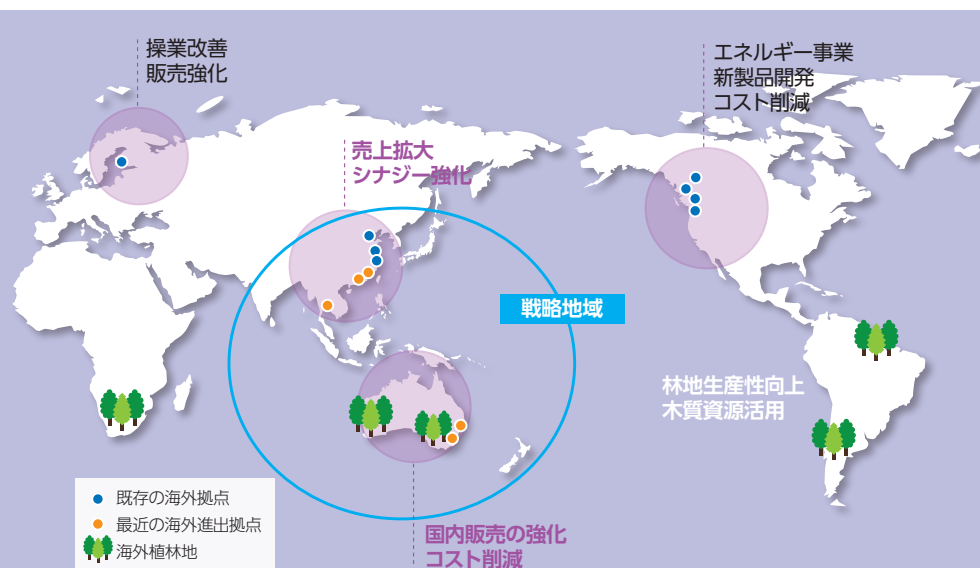 操業改善
販売強化
エネルギー事業
新製品開発
コスト削減
売上拡大
シナジー強化
戦略地域
林地生産性向上
木質資源活用
既存の海外拠点
最近の海外進出拠点
海外植林地
国内販売の強化
コスト削減